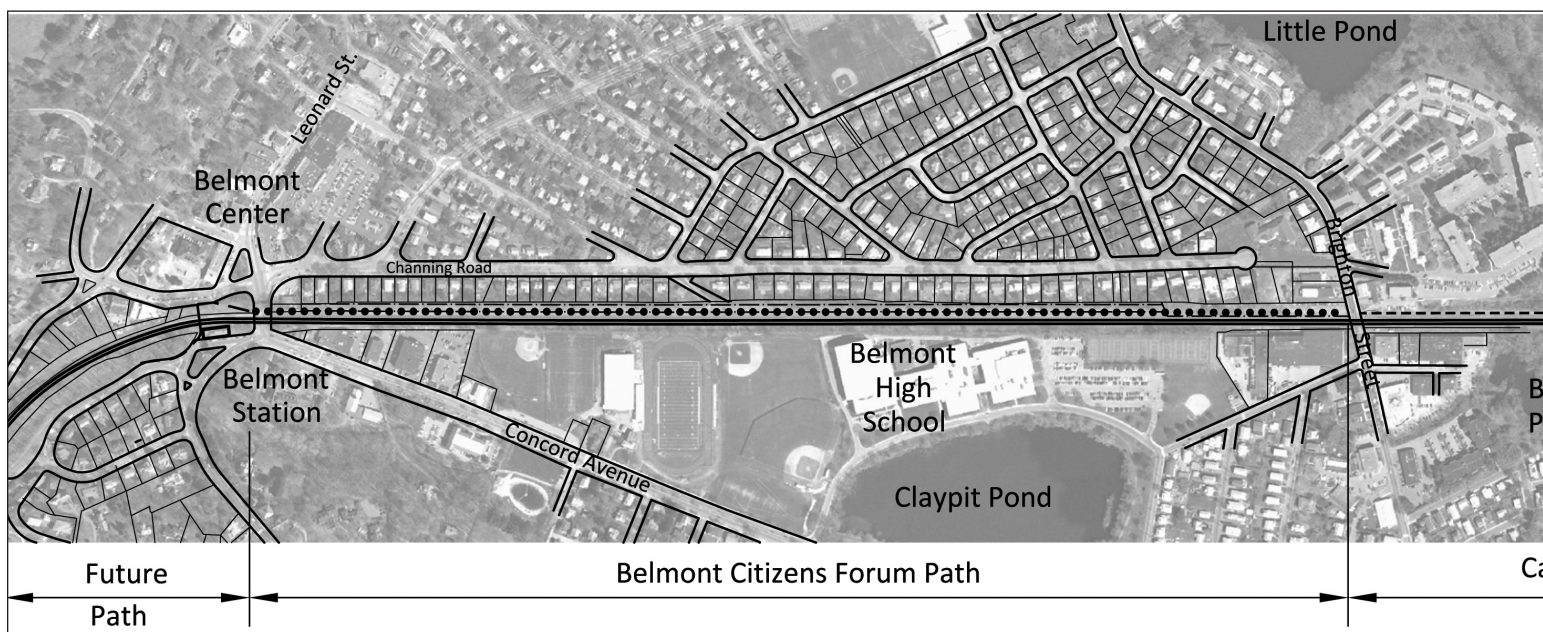 Little Pond
Leonard St.
Belmont
Center
Brighton
Street
Channing Road
Belmont
Station
Belmont
High
School
Concord Avenue
Claypit Pond
B
P
Future
Path
Belmont Citizens Forum Path
Ca